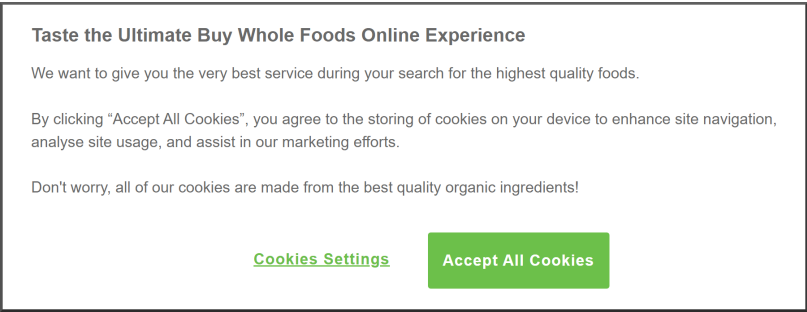 Taste the Ultimate Buy Whole Foods Online Experience
We want to give you the very best service during your search for the highest quality foods.
By clicking “Accept All Cookies”, you agree to the storing of cookies on your device to enhance site navigation,
analyse site usage, and assist in our marketing efforts.
Don't worry, all of our cookies are made from the best quality organic ingredients!
Cookies Settings
Accept All Cookies